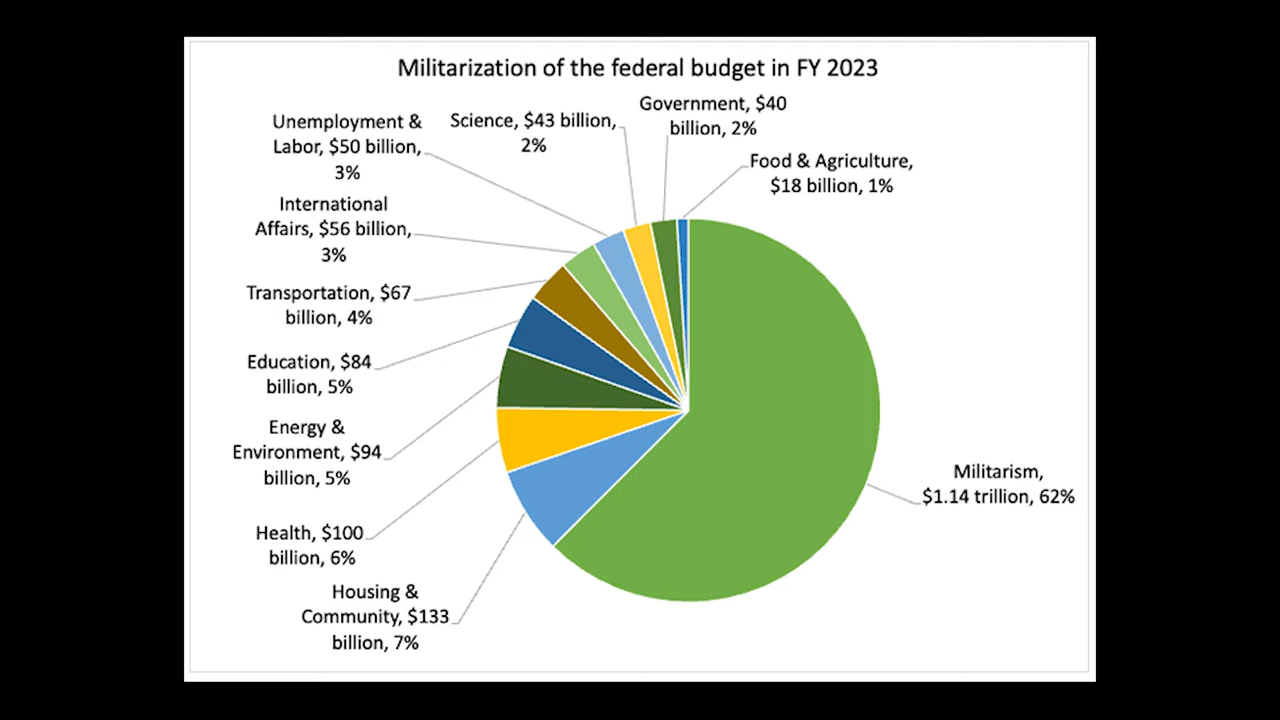 Militarization of the federal budget in FY 2023
Government, $40
billion, 2%
Science, $43 billion,
2%
Unemployment &
Labor, $50 billion,
3%
Food & Agriculture,
$18 billion, 1%
International
Affairs, $56 billion,
3%
Transportation, $67
billion, 4%
Education, $84
billion, 5%
Energy &
Environment, $94
billion, 5%
Militarism,
$1.14 trillion, 62%
Health, $100
billion, 6%
Housing &
Community, $133
billion, 7%